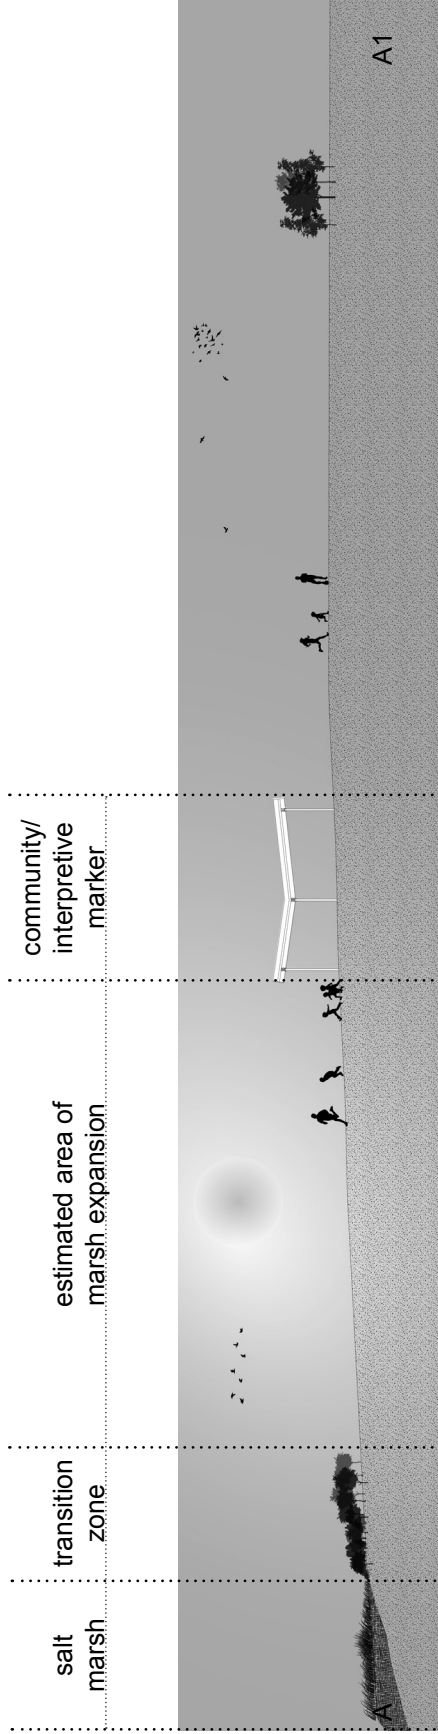 salt
marsh
transition
zone
estimated area of
marsh expansion
community/
interpretive
marker
A
A1